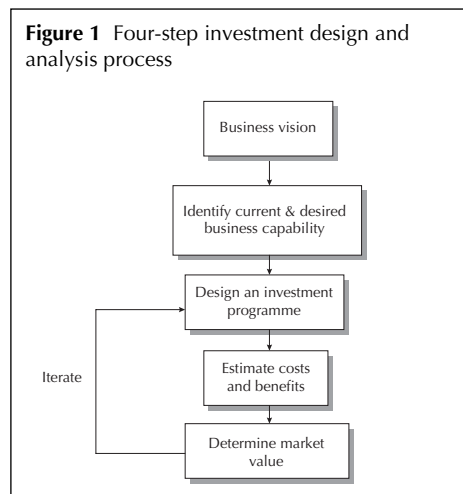 Figure 1 Four-step investment design and
analysis process
Business vision
Identify current & desired
business capability
Design an investment
programme
Iterate
Estimate costs
and benefits
Determine market
value